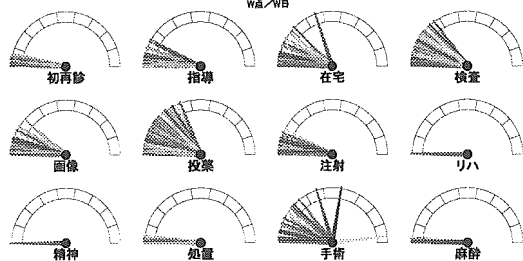 W点/W日
初再診 指導 在宅 検査
画像 投薬 注射 リハ
精神 処置 手術 麻酔